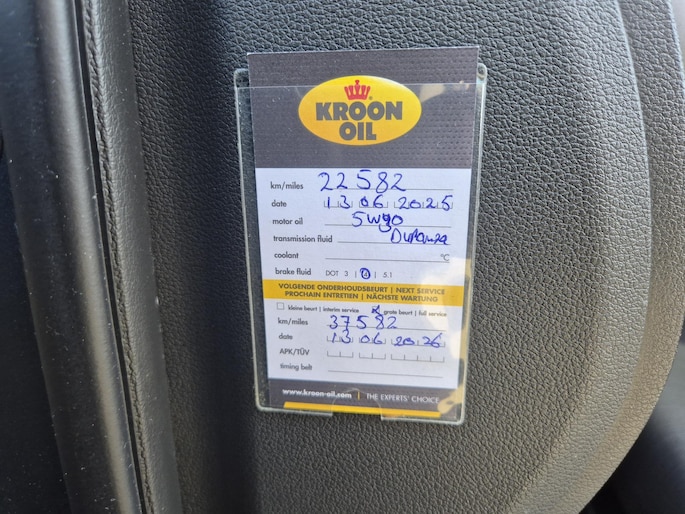 KROON
OIL
km/miles 22582
date 13 06 2025
motor oil 5w30
transmission fluid
coolant °C
brake fluid DOT 3 | 4 | 5.1
VOLGENDE ONDERHOUDSBEURT | NEXT SERVICE
PROCHAIN ENTRETIEN | NÄCHSTE WARTUNG
kleine beurt | interim service grote beurt | full service
km/miles 37582
date 13 06 2026
APK/TÜV
timing belt
www.kroon-oil.com | THE EXPERTS' CHOICE